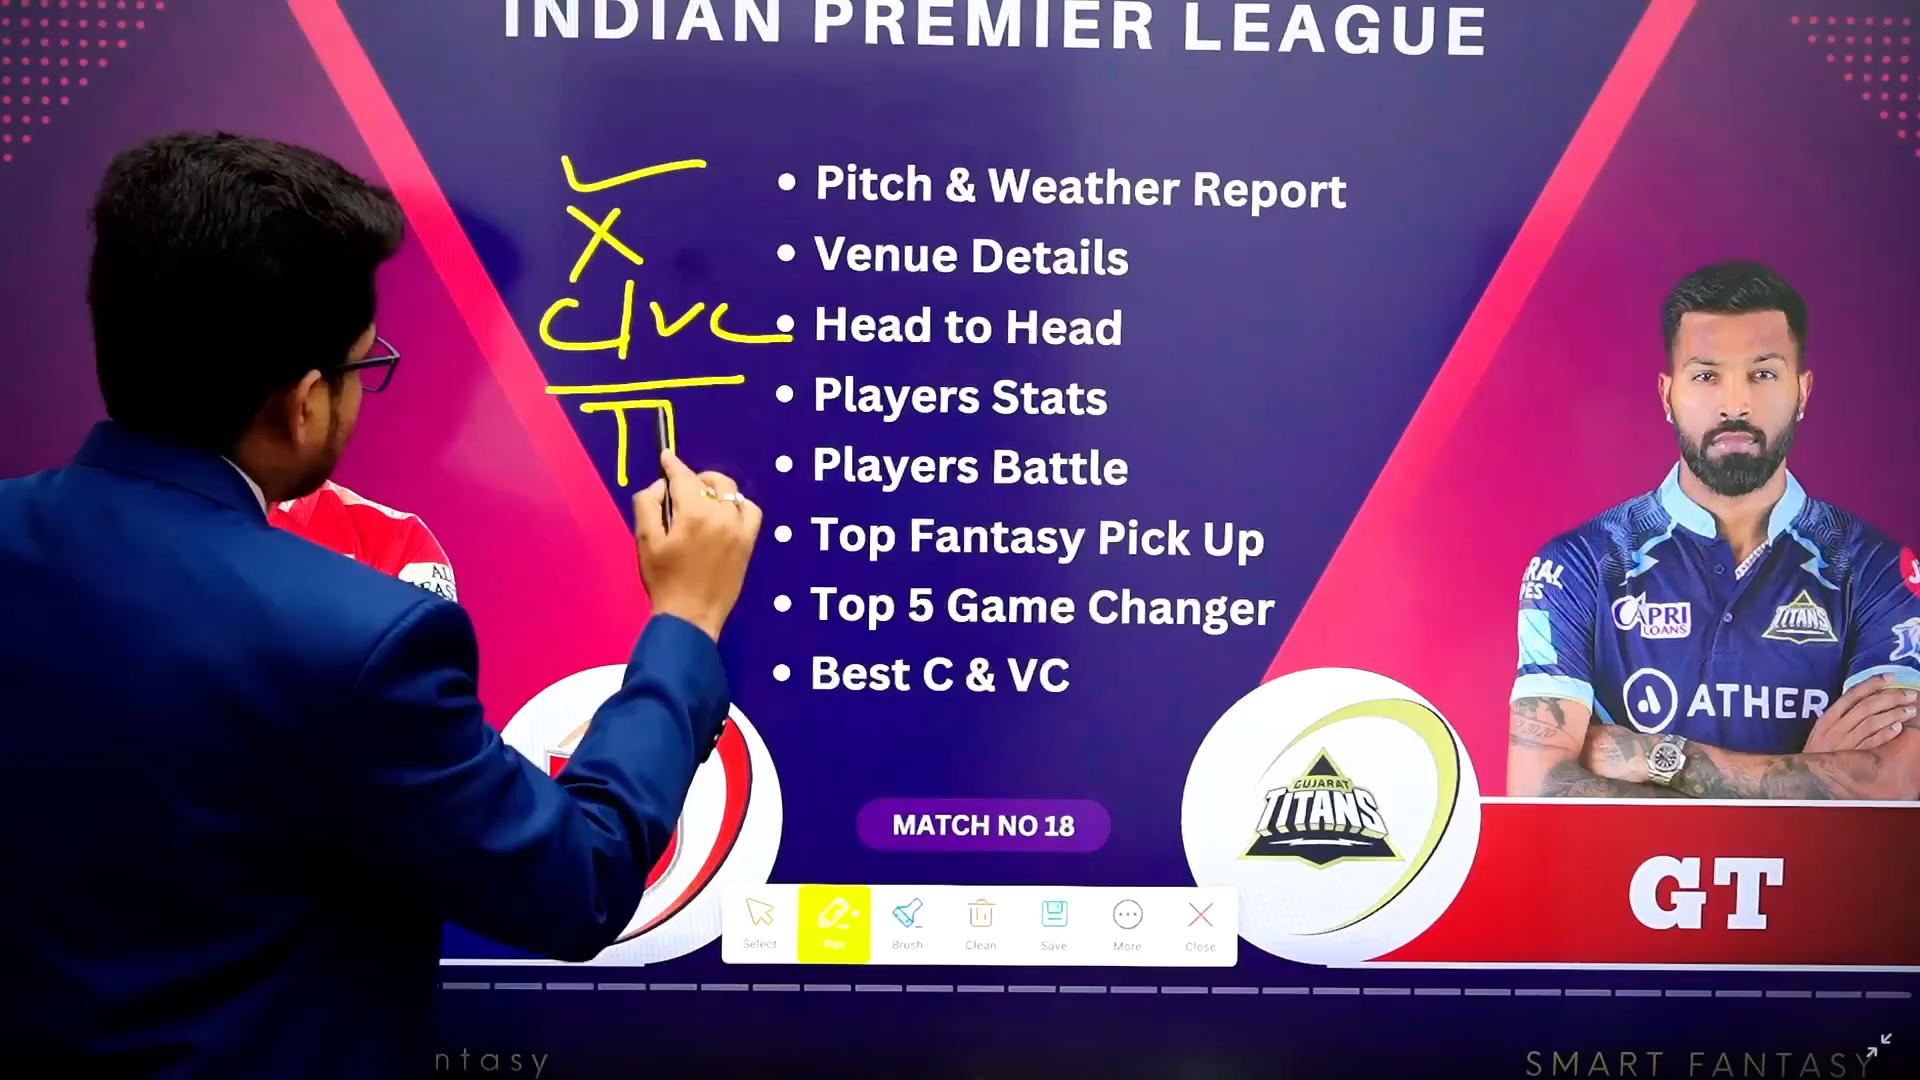 INDIAN PREMIER LEAGUE
• Pitch & Weather Report
• Venue Details
• Head to Head
• Players Stats
• Players Battle
• Top Fantasy Pick Up
• Top 5 Game Changer
• Best C & VC
X
C/VC
T
MATCH NO 18
GUJARAT
TITANS
GT
CAPRI
LOANS
TITANS
ATHER
Select
Pen
Brush
Clean
Save
More
Close
ntasy
SMART FANTASY